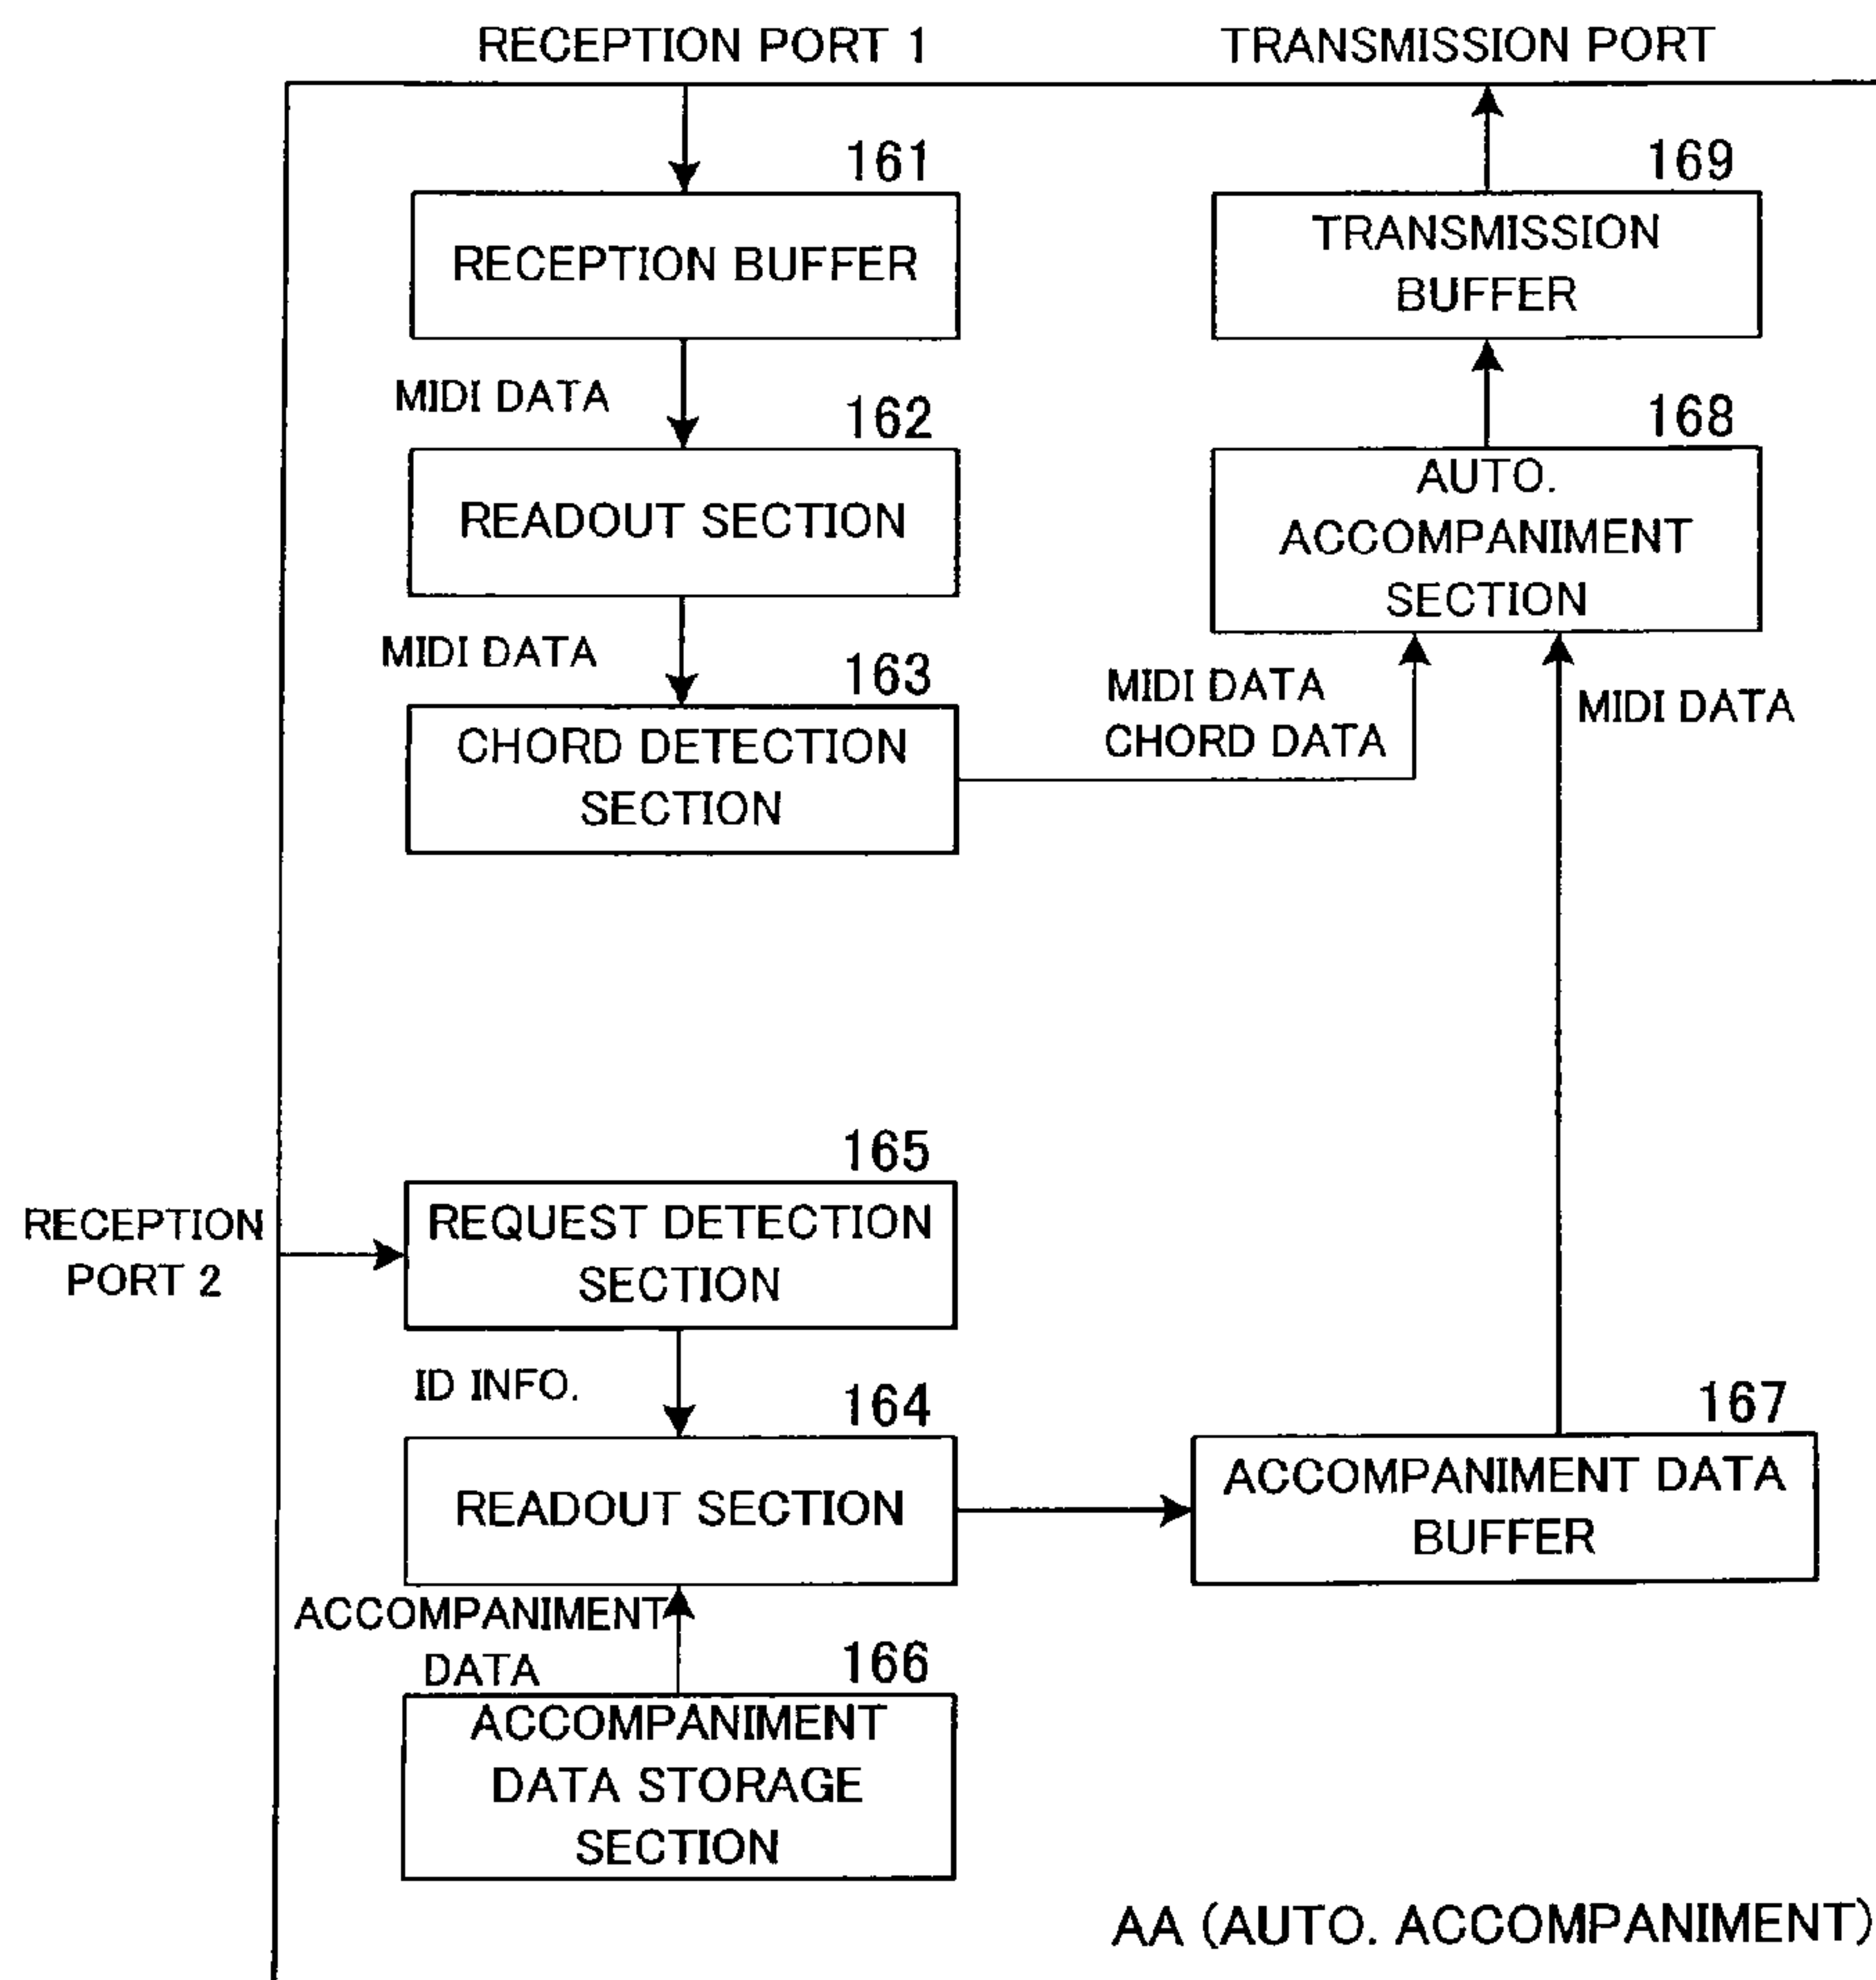 RECEPTION PORT 1
TRANSMISSION PORT
161
RECEPTION BUFFER
169
TRANSMISSION
BUFFER
MIDI DATA
162
READOUT SECTION
168
AUTO.
ACCOMPANIMENT
SECTION
MIDI DATA
163
CHORD DETECTION
SECTION
MIDI DATA
CHORD DATA
MIDI DATA
RECEPTION
PORT 2
165
REQUEST DETECTION
SECTION
ID INFO.
164
READOUT SECTION
167
ACCOMPANIMENT DATA
BUFFER
ACCOMPANIMENT
DATA
166
ACCOMPANIMENT
DATA STORAGE
SECTION
AA (AUTO. ACCOMPANIMENT)